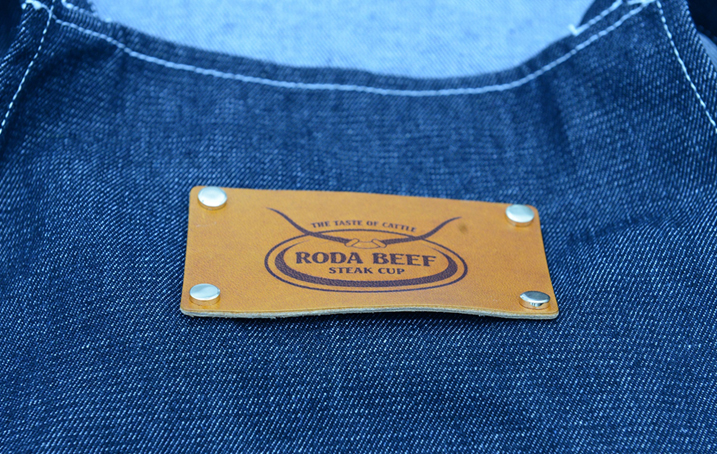 THE TASTE OF CATTLE
RODA BEEF
STEAK CUP